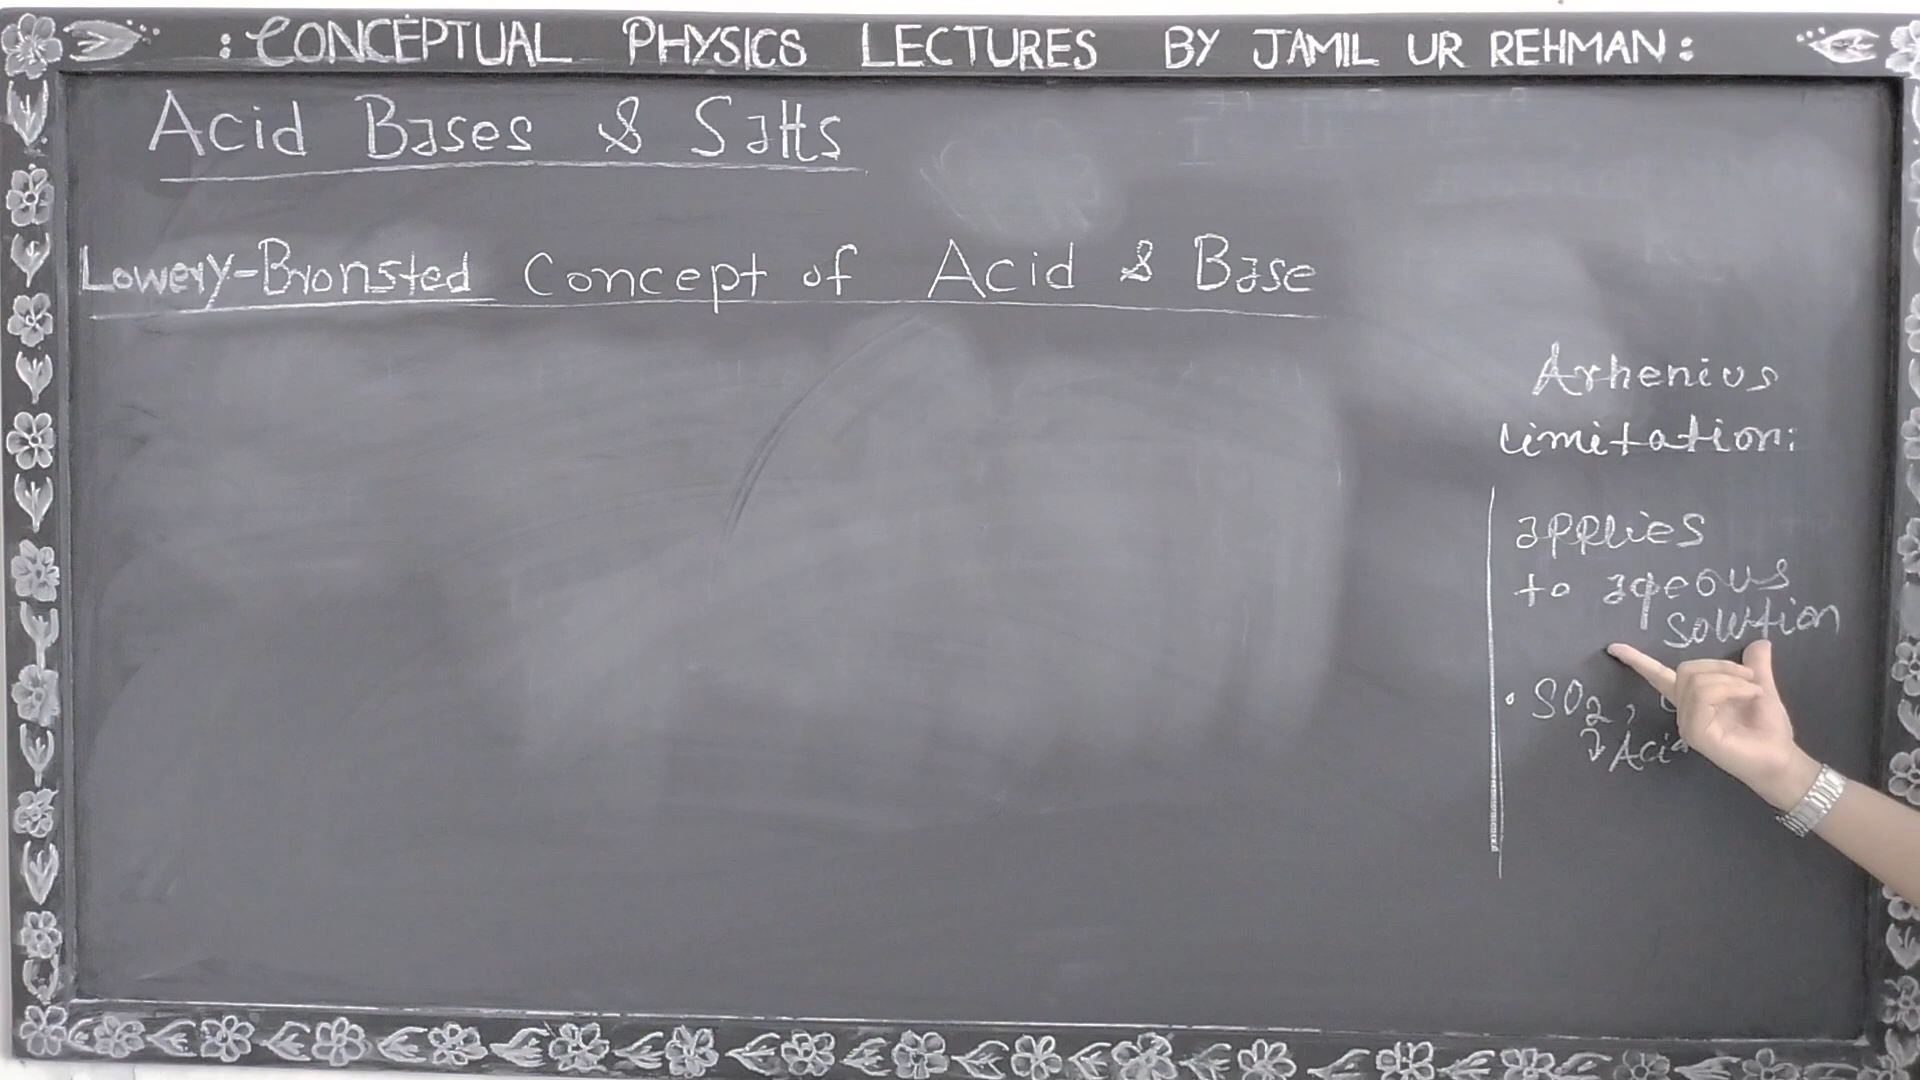 : CONCEPTUAL PHYSICS LECTURES BY JAMIL UR REHMAN :
Acid Bases & Salts
Lowery-Bronsted Concept of Acid & Base
Arhenius
Limitation:
applies
to aqeous
solution
• SO2,
Acid